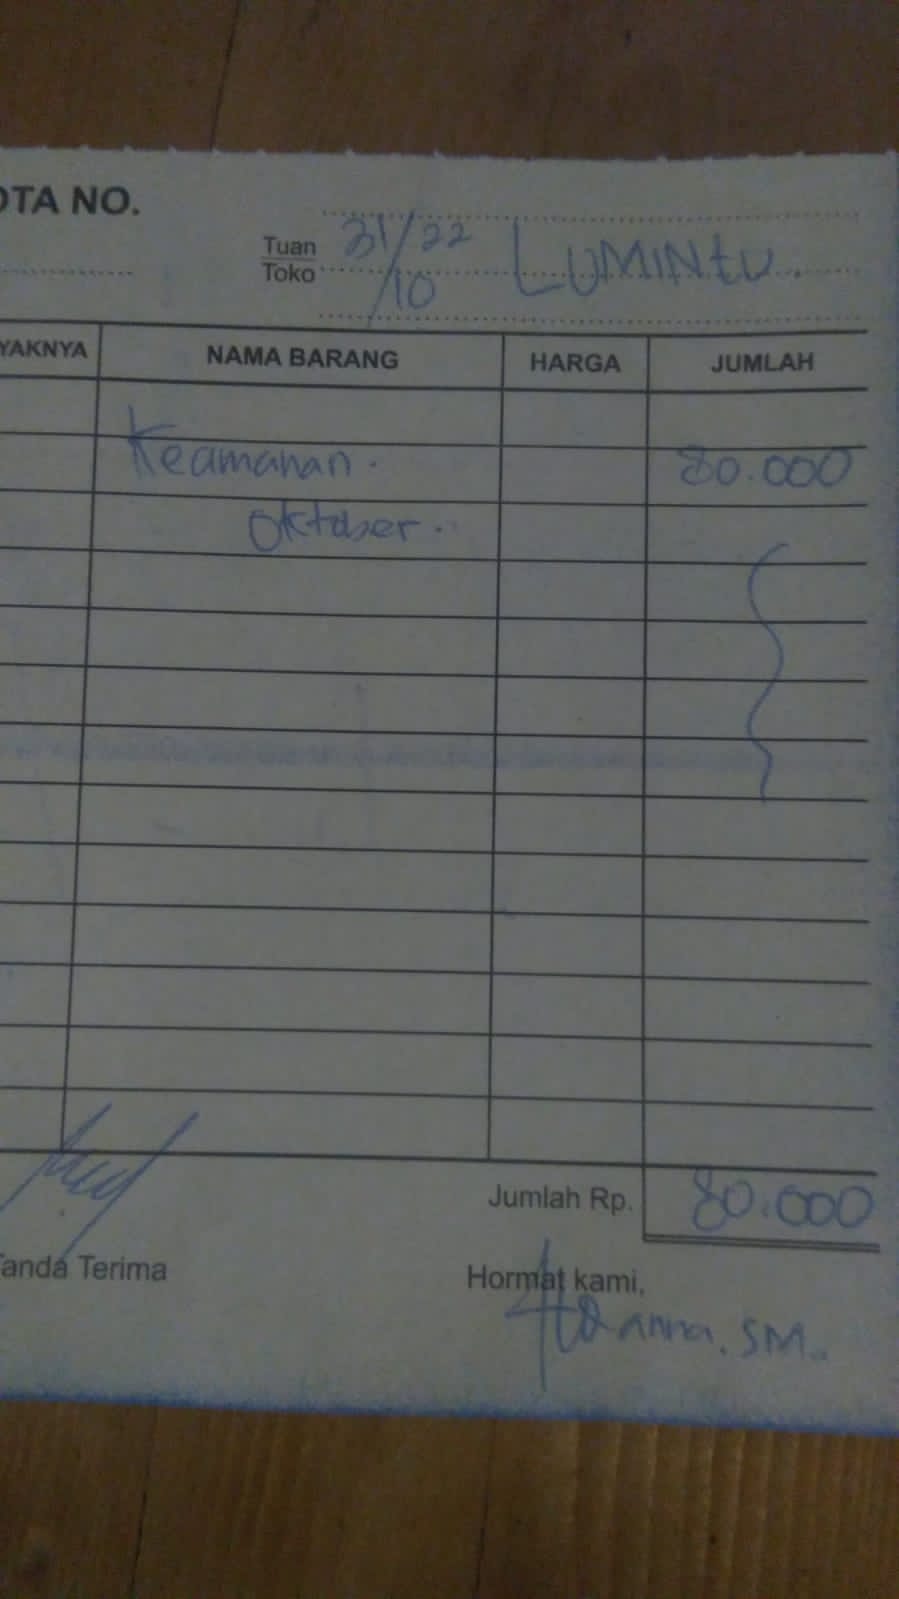 OTA NO.
Tuan 31/22 LUMINtU.
Toko /10
YAKNYA NAMA BARANG HARGA JUMLAH
Keamanan. 80.000
Oktober.
Jumlah Rp. 80.000
Tanda Terima Hormat kami,
anna. SM.